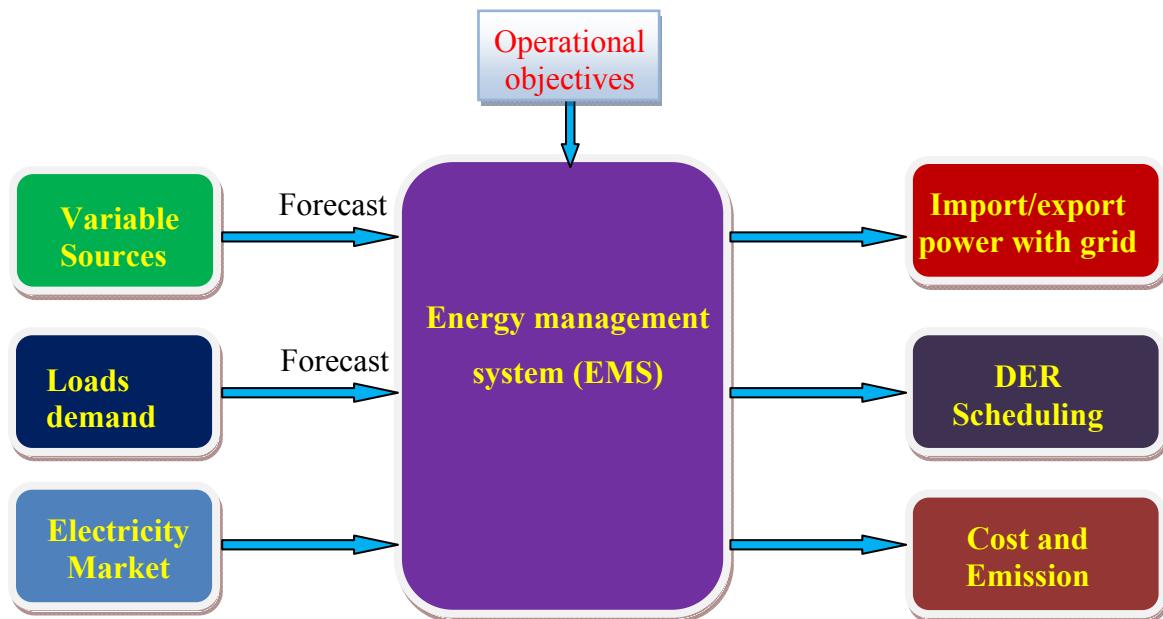 Operational
objectives
Variable
Sources
Forecast
Import/export
power with grid
Energy management
system (EMS)
Loads
demand
Forecast
DER
Scheduling
Electricity
Market
Cost and
Emission